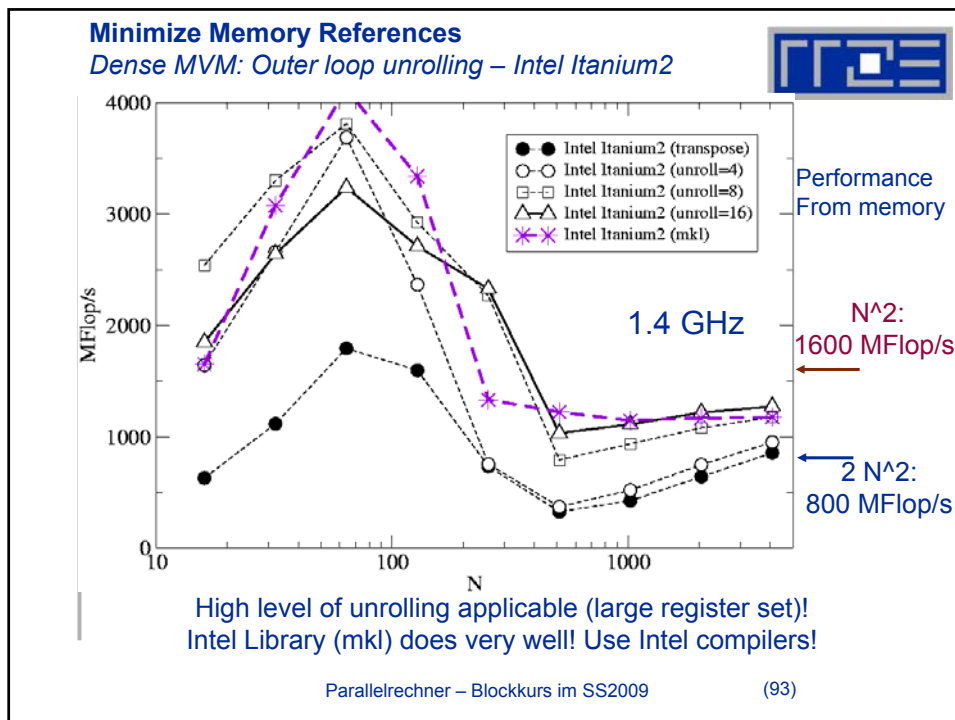 Minimize Memory References
Dense MVM: Outer loop unrolling – Intel Itanium2
4000
3000
2000
1000
0
MFlop/s
10
100
1000
N
Intel Itanium2 (transpose)
Intel Itanium2 (unroll=4)
Intel Itanium2 (unroll=8)
Intel Itanium2 (unroll=16)
Intel Itanium2 (mkl)
1.4 GHz
Performance
From memory
N^2:
1600 MFlop/s
2 N^2:
800 MFlop/s
High level of unrolling applicable (large register set)!
Intel Library (mkl) does very well! Use Intel compilers!
Parallelrechner – Blockkurs im SS2009
(93)